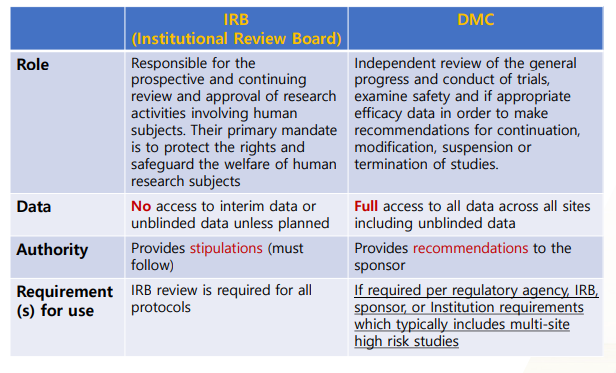 IRB
(Institutional Review Board)
DMC
Role
Responsible for the
prospective and continuing
review and approval of research
activities involving human
subjects. Their primary mandate
is to protect the rights and
safeguard the welfare of human
research subjects
Independent review of the general
progress and conduct of trials,
examine safety and if appropriate
efficacy data in order to make
recommendations for continuation,
modification, suspension or
termination of studies.
Data
No access to interim data or
unblinded data unless planned
Full access to all data across all sites
including unblinded data
Authority
Provides stipulations (must
follow)
Provides recommendations to the
sponsor
Requirement
(s) for use
IRB review is required for all
protocols
If required per regulatory agency, IRB,
sponsor, or Institution requirements
which typically includes multi-site
high risk studies